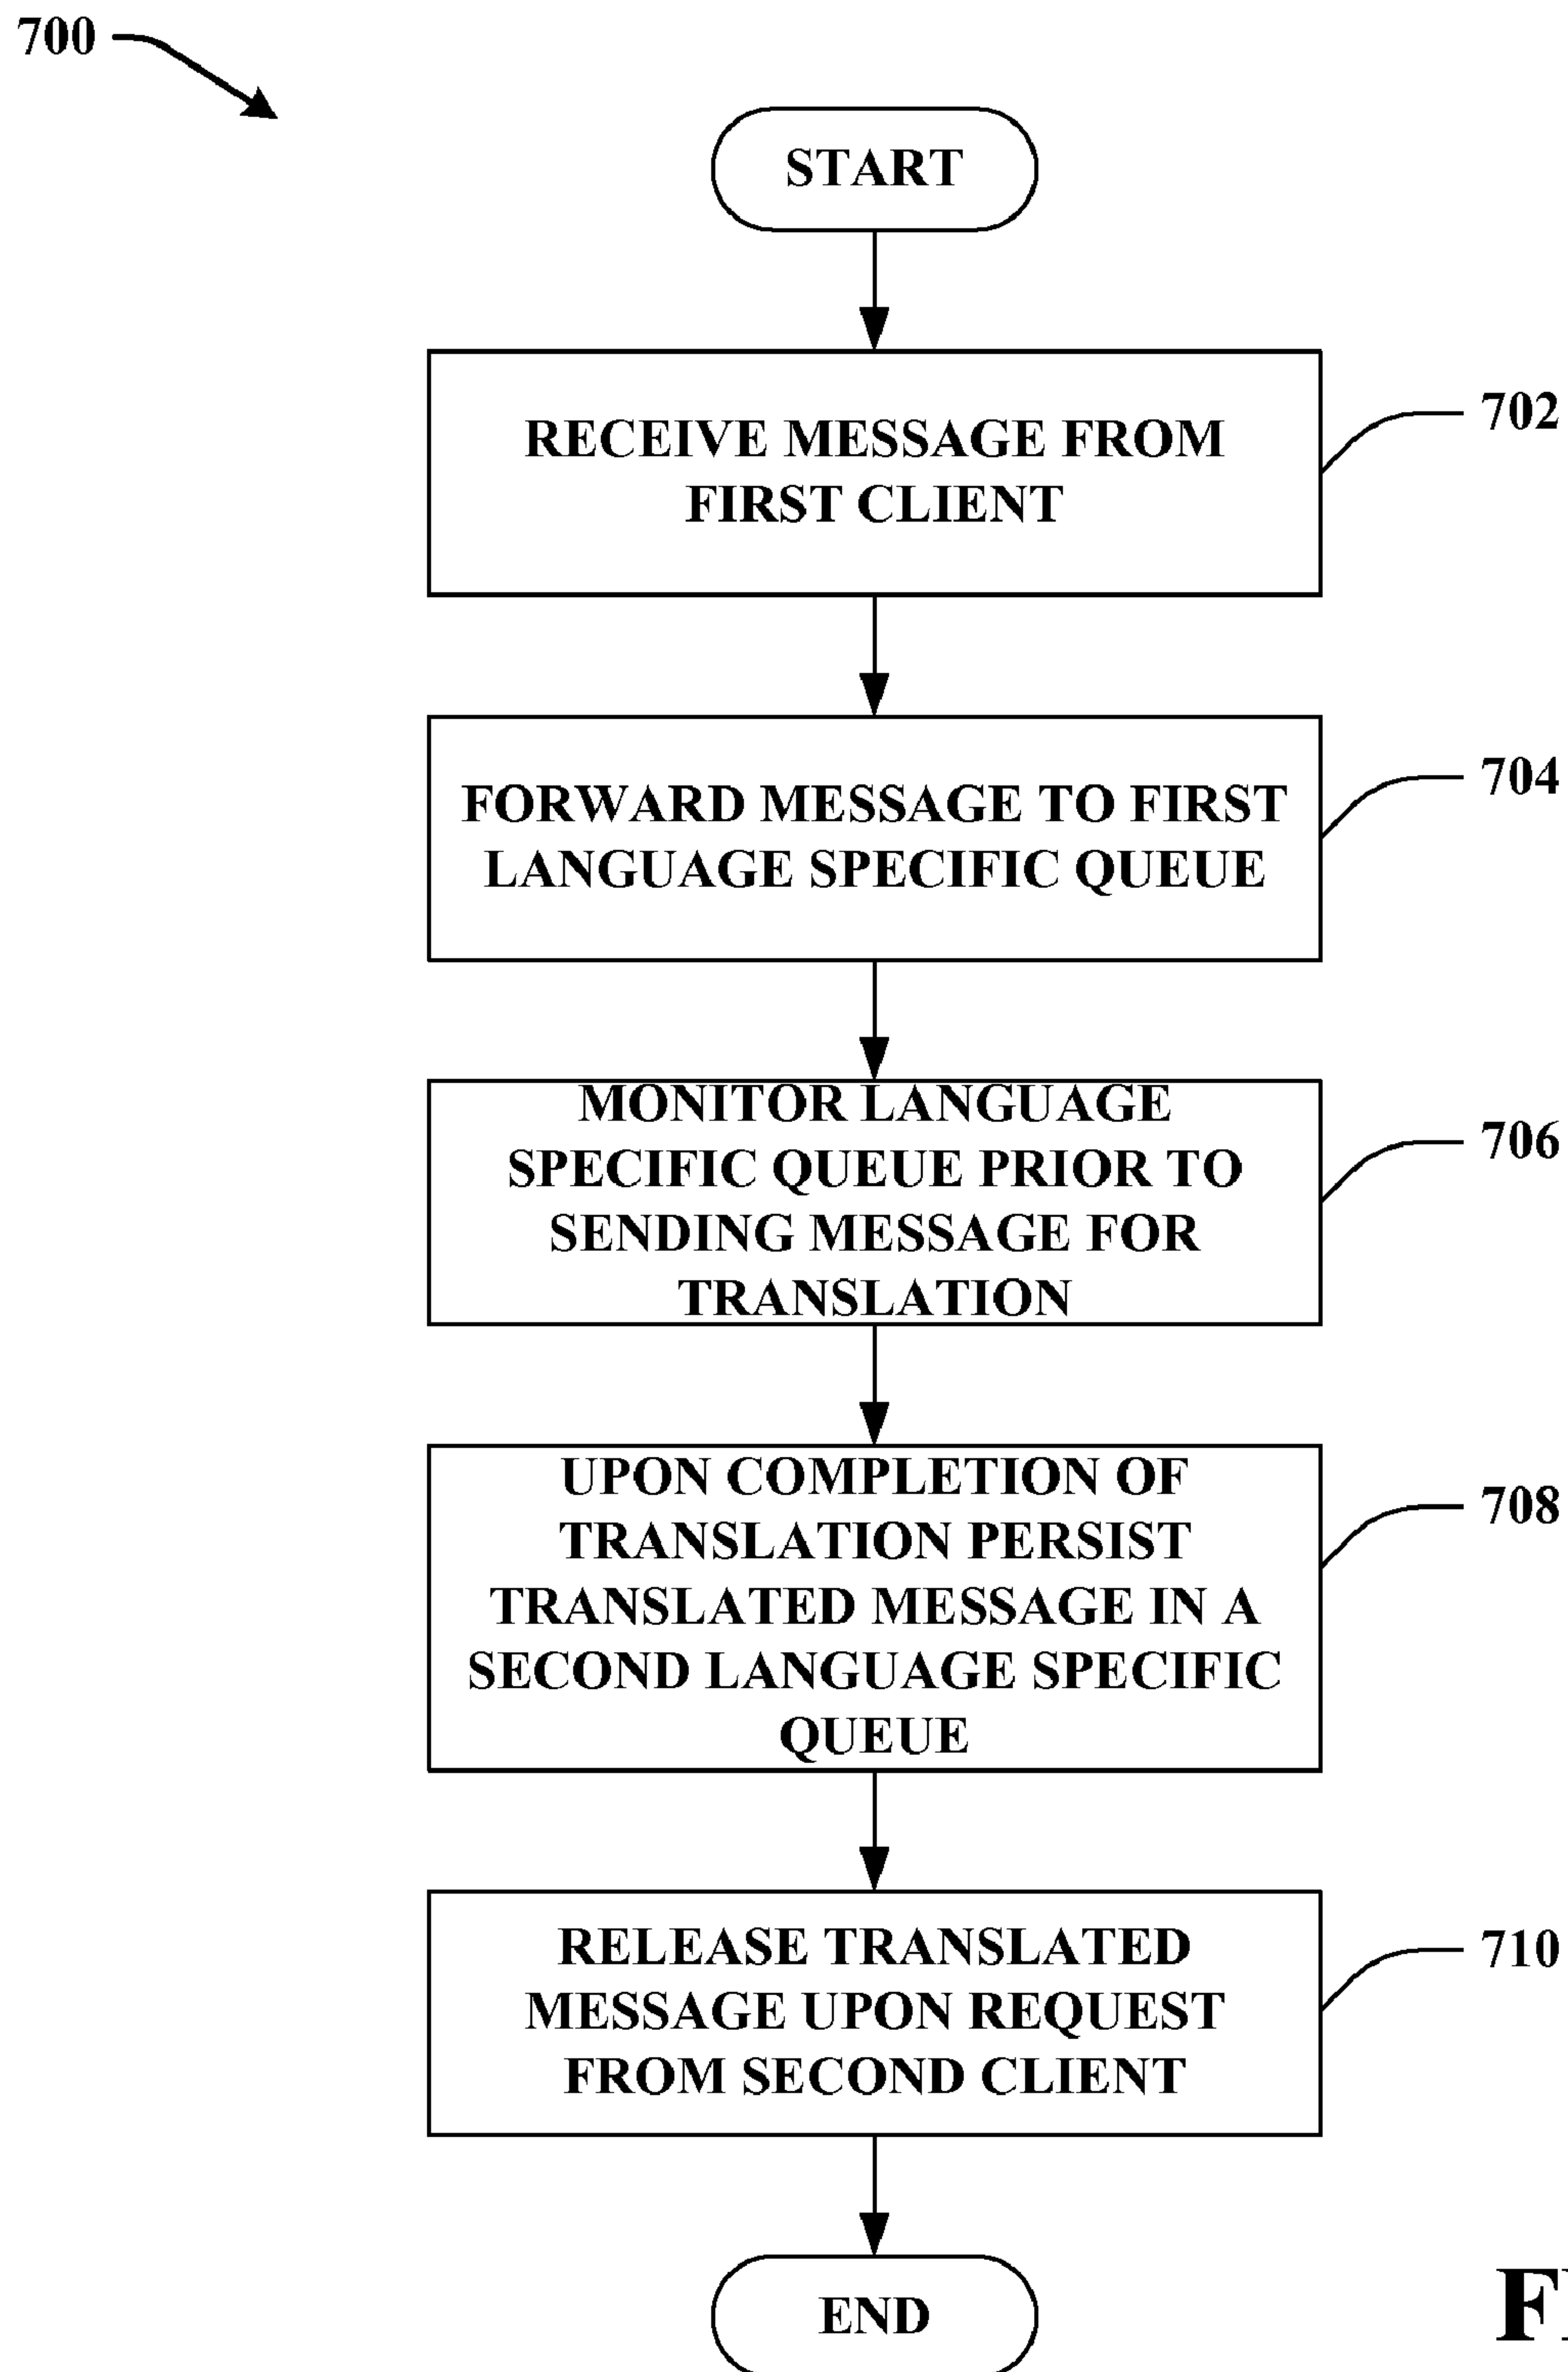 700
START
RECEIVE MESSAGE FROM
FIRST CLIENT
702
FORWARD MESSAGE TO FIRST
LANGUAGE SPECIFIC QUEUE
704
MONITOR LANGUAGE
SPECIFIC QUEUE PRIOR TO
SENDING MESSAGE FOR
TRANSLATION
706
UPON COMPLETION OF
TRANSLATION PERSIST
TRANSLATED MESSAGE IN A
SECOND LANGUAGE SPECIFIC
QUEUE
708
RELEASE TRANSLATED
MESSAGE UPON REQUEST
FROM SECOND CLIENT
710
END